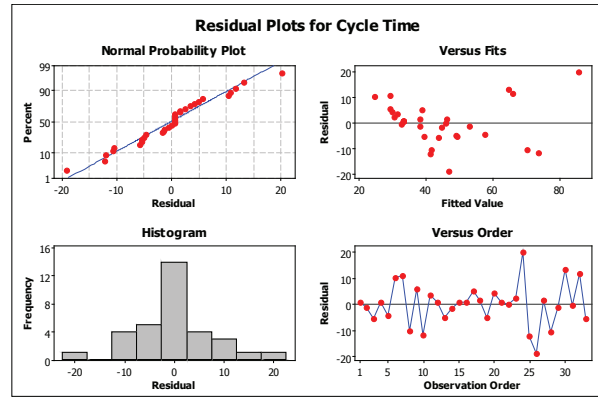 Residual Plots for Cycle Time
Normal Probability Plot
99
90
50
10
1
Percent
-20 -10 0 10 20
Residual
Versus Fits
20
10
0
-10
-20
Residual
20 40 60 80
Fitted Value
Histogram
16
12
8
4
0
Frequency
-20 -10 0 10 20
Residual
Versus Order
20
10
0
-10
-20
Residual
1 5 10 15 20 25 30
Observation Order